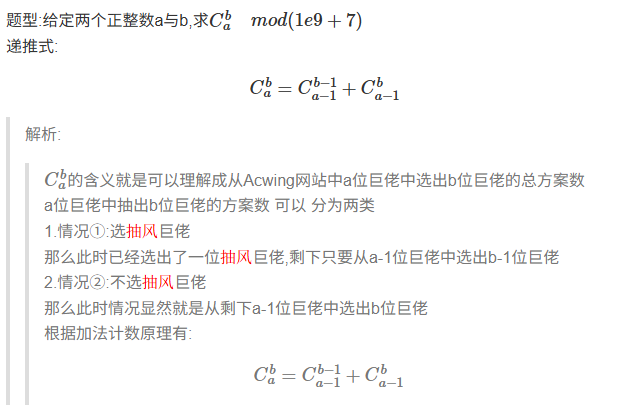 题型:给定两个正整数a与b,求$C_a^b \quad mod(1e9+7)$
递推式:
$C_a^b = C_{a-1}^{b-1} + C_{a-1}^b$
解析:
$C_a^b$的含义就是可以理解成从Acwing网站中a位巨佬中选出b位巨佬的总方案数
a位巨佬中抽出b位巨佬的方案数 可以 分为两类
1.情况①:选抽风巨佬
那么此时已经选出了一位抽风巨佬,剩下只要从a-1位巨佬中选出b-1位巨佬
2.情况②:不选抽风巨佬
那么此时情况显然就是从剩下a-1位巨佬中选出b位巨佬
根据加法计数原理有:
$C_a^b = C_{a-1}^{b-1} + C_{a-1}^b$